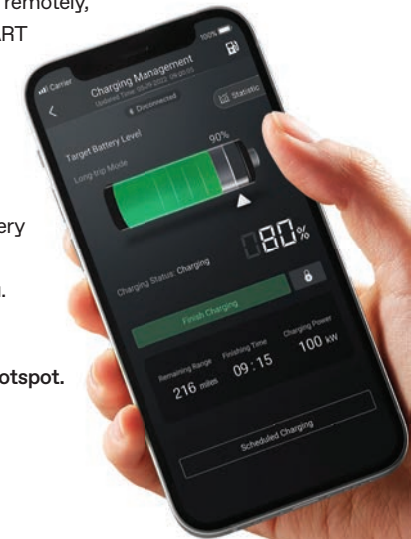 remotely,
ART
Carrier
100%
Charging Management
Disconnected
Statistic
Target Battery Level
Long-trip Mode
90%
ery
.
80%
Charging Status: Charging
Finish Charging
otspot.
Remaining Range
Finishing Time
Charging Power
216 miles
09:15
100 kW
Scheduled Charging